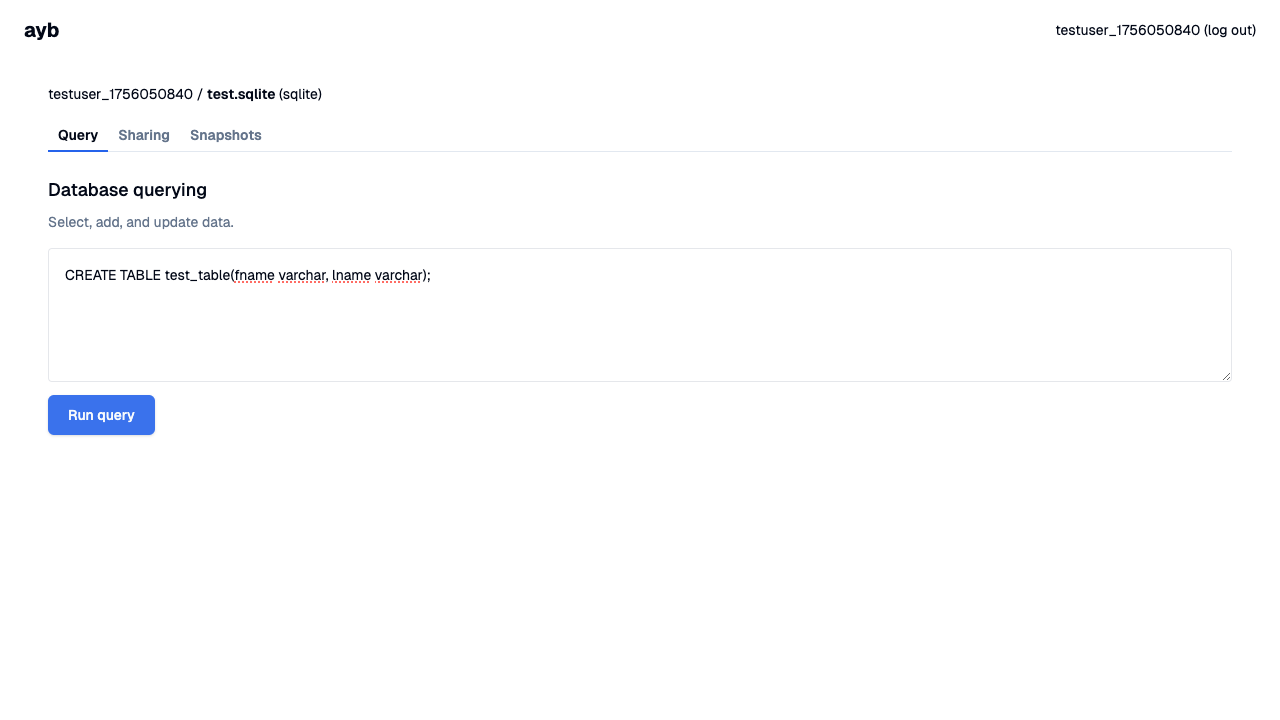 ayb
testuser_1756050840 (log out)
testuser_1756050840 / test.sqlite (sqlite)
Query Sharing Snapshots
Database querying
Select, add, and update data.
CREATE TABLE test_table(fname varchar, lname varchar);
Run query